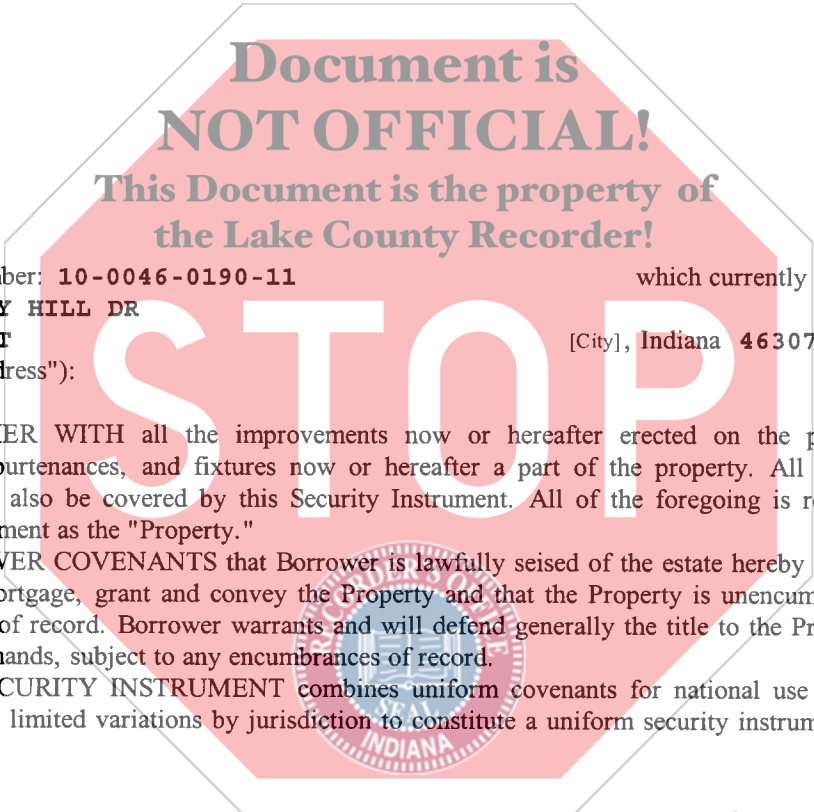 Document is
NOT OFFICIAL!
This Document is the property of
the Lake County Recorder!
ber: 10-0046-0190-11 which currently
Y HILL DR
T [City], Indiana 46307
dress"):
STOP
ER WITH all the improvements now or hereafter erected on the p
purtenances, and fixtures now or hereafter a part of the property. All
also be covered by this Security Instrument. All of the foregoing is r
ment as the "Property."
VER COVENANTS that Borrower is lawfully seised of the estate hereby
ortgage, grant and convey the Property and that the Property is unencum
of record. Borrower warrants and will defend generally the title to the Pr
ands, subject to any encumbrances of record.
CURITY INSTRUMENT combines uniform covenants for national use
limited variations by jurisdiction to constitute a uniform security instrum
RECORDER'S OFFICE
SEAL
INDIANA